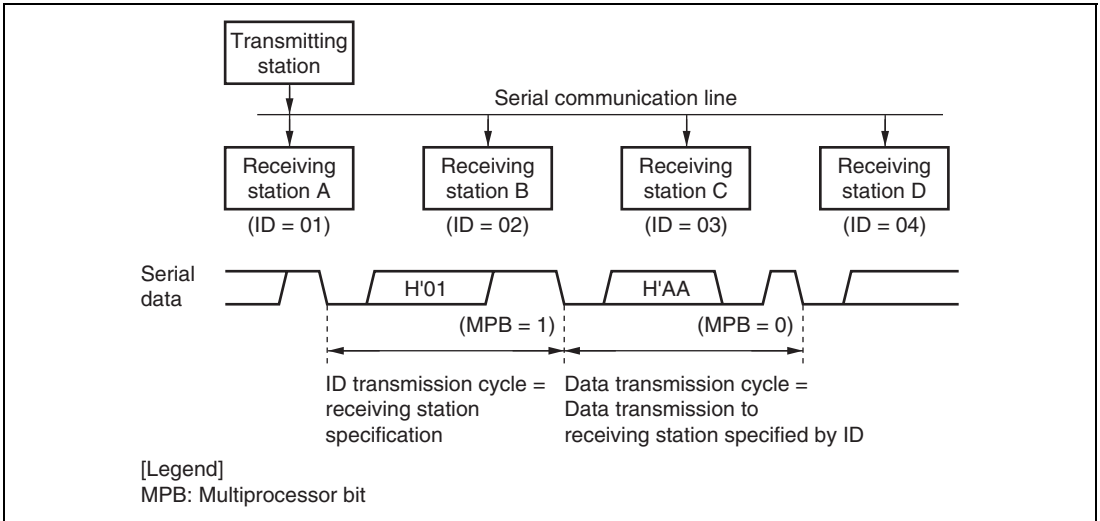 Transmitting
station
Serial communication line
Receiving
station A
Receiving
station B
Receiving
station C
Receiving
station D
(ID = 01)
(ID = 02)
(ID = 03)
(ID = 04)
Serial
data
H'01
H'AA
(MPB = 1)
(MPB = 0)
ID transmission cycle =
receiving station
specification
Data transmission cycle =
Data transmission to
receiving station specified by ID
[Legend]
MPB: Multiprocessor bit